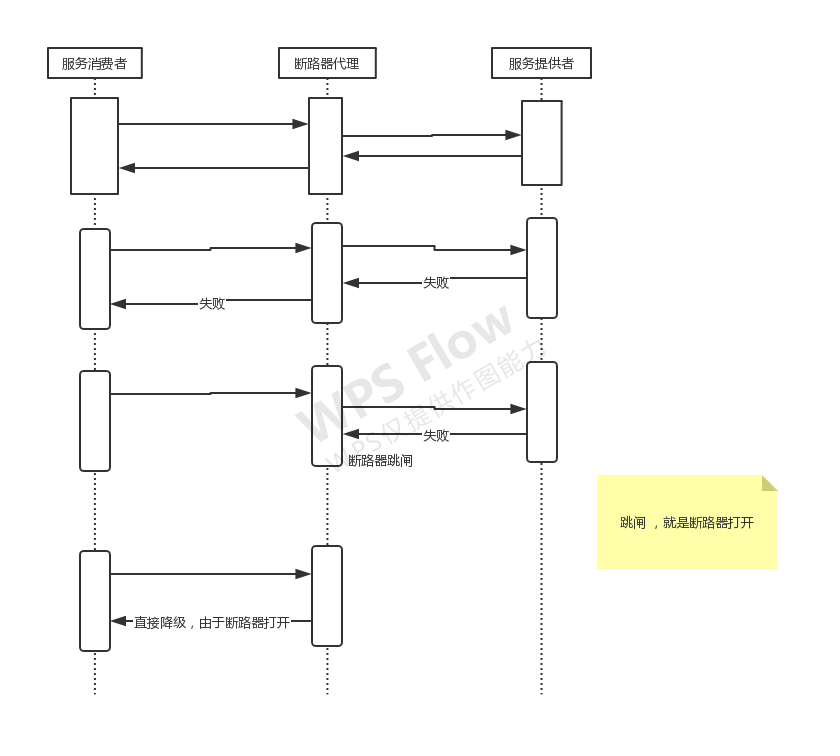 服务消费者
断路器代理
服务提供者
失败
失败
WPS Flow
WPS仅提供作图能力
失败
断路器跳闸
跳闸 ，就是断路器打开
直接降级，由于断路器打开